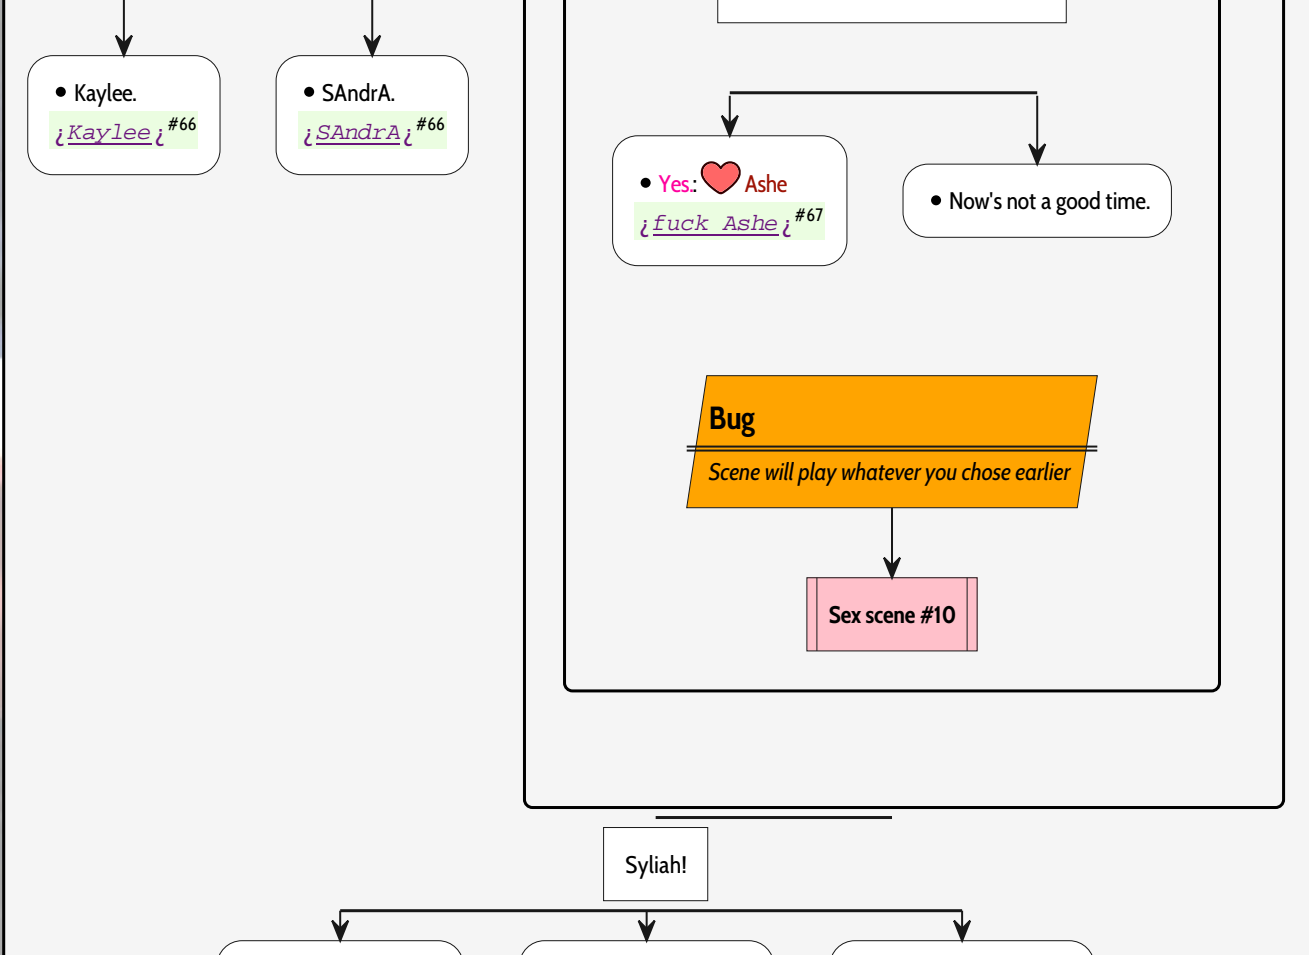 • Kaylee.
¿Kaylee¿#66
• SAndrA.
¿SAndrA¿#66
• Yes.: Ashe
¿fuck Ashe¿#67
• Now's not a good time.
Bug
Scene will play whatever you chose earlier
Sex scene #10
Syliah!